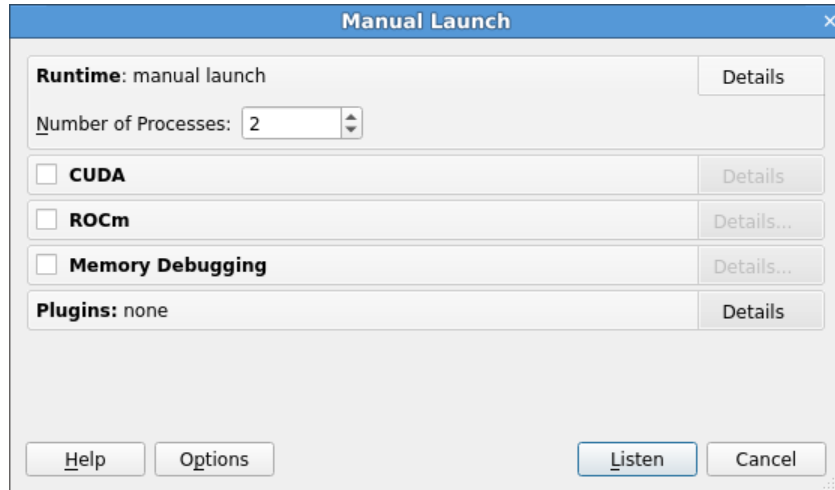 Manual Launch
Runtime: manual launch
Details
Number of Processes: 2
CUDA
Details
ROCm
Details...
Memory Debugging
Details...
Plugins: none
Details
Help
Options
Listen
Cancel